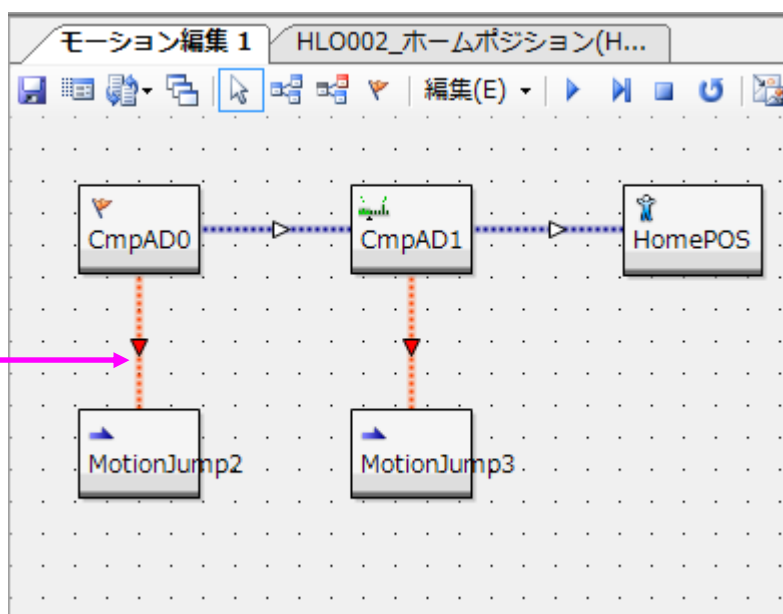 モーション編集 1
HLO002_ホームポジション(H...
編集(E)
CmpAD0
CmpAD1
HomePOS
MotionJump2
MotionJump3